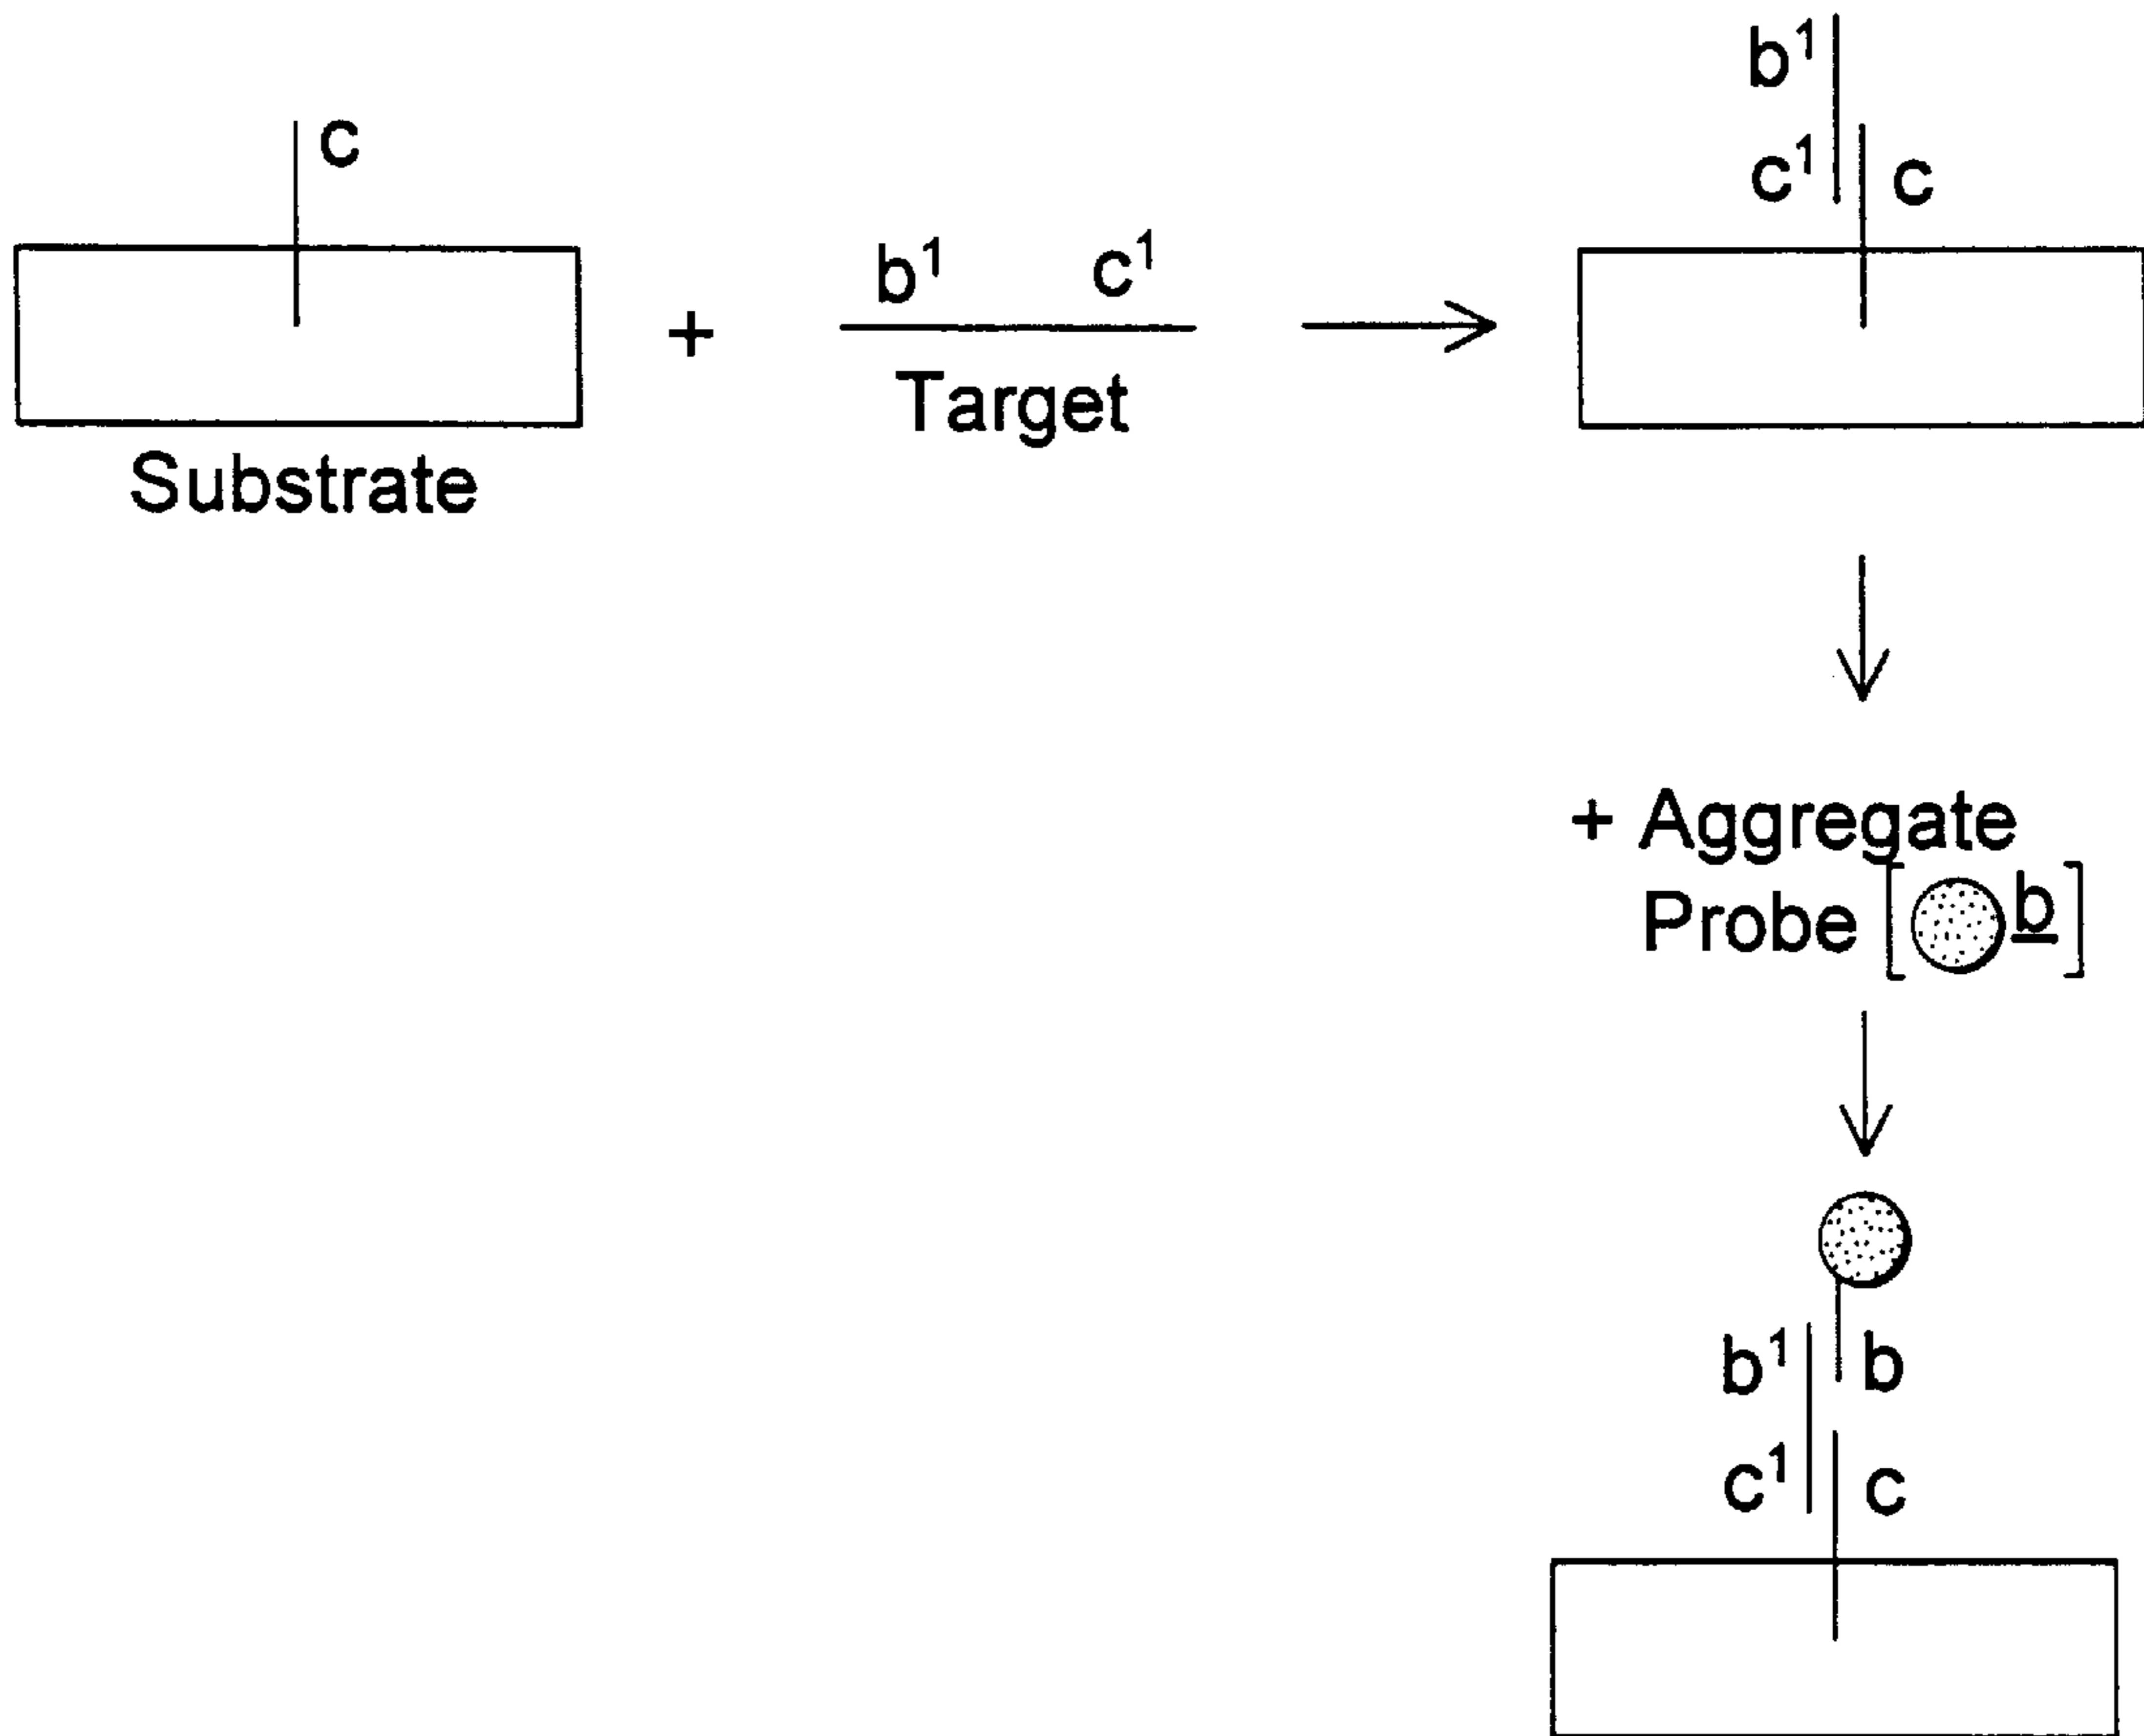 c
Substrate
+
b¹ c¹
Target
b¹
c¹ c
+ Aggregate
Probe [ b ]
b¹ b
c¹ c